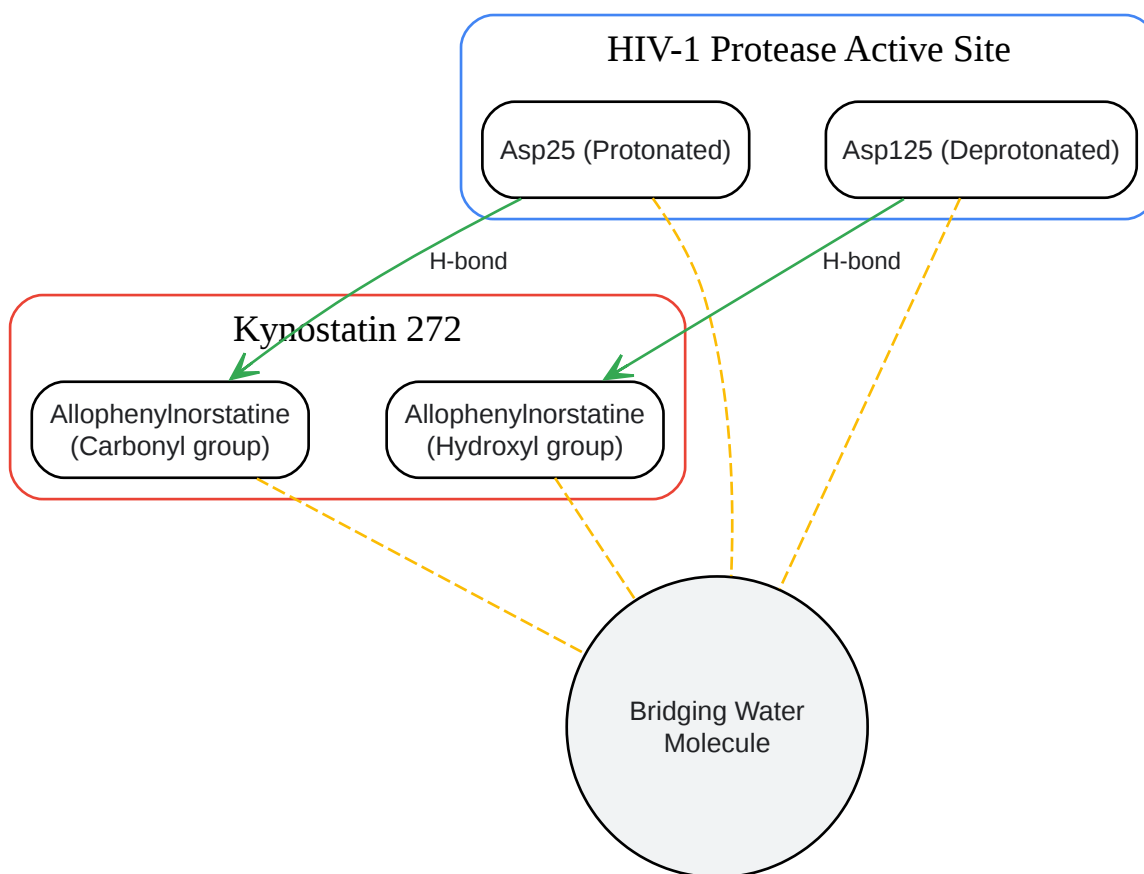 HIV-1 Protease Active Site
Asp25 (Protonated)
Asp125 (Deprotonated)
H-bond
H-bond
Kynostatin 272
Allophenylnorstatine
(Carbonyl group)
Allophenylnorstatine
(Hydroxyl group)
Bridging Water
Molecule